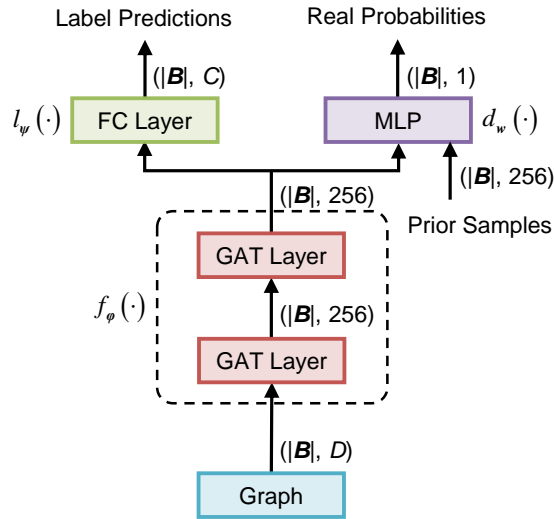 Label Predictions
Real Probabilities
(|B|, C)
(|B|, 1)
l_ψ(·)
FC Layer
MLP
d_w(·)
(|B|, 256)
(|B|, 256)
Prior Samples
GAT Layer
f_φ(·)
(|B|, 256)
GAT Layer
(|B|, D)
Graph